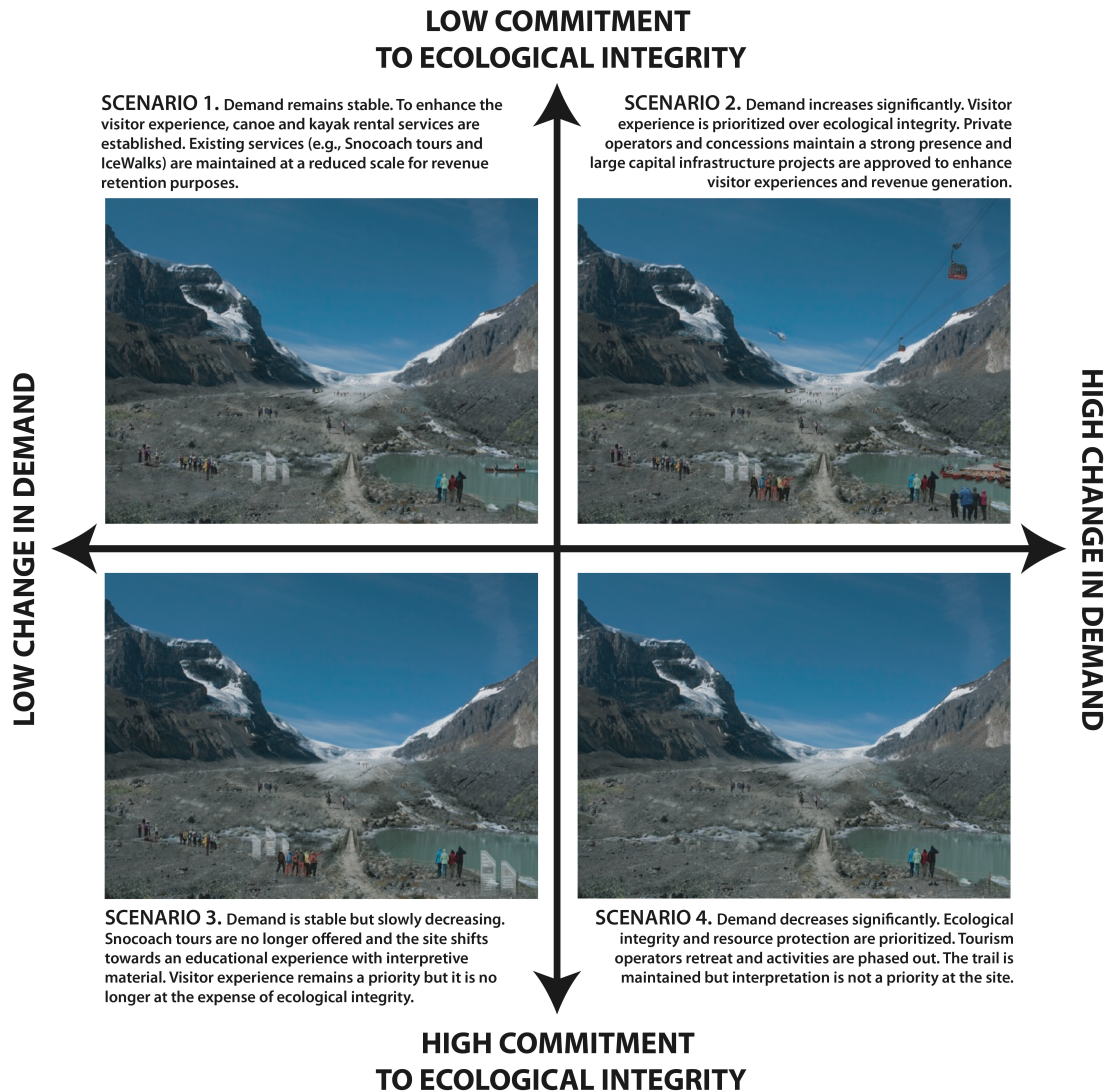 LOW COMMITMENT
TO ECOLOGICAL INTEGRITY
SCENARIO 1. Demand remains stable. To enhance the
visitor experience, canoe and kayak rental services are
established. Existing services (e.g., Snocoach tours and
IceWalks) are maintained at a reduced scale for revenue
retention purposes.
SCENARIO 2. Demand increases significantly. Visitor
experience is prioritized over ecological integrity. Private
operators and concessions maintain a strong presence and
large capital infrastructure projects are approved to enhance
visitor experiences and revenue generation.
LOW CHANGE IN DEMAND
HIGH CHANGE IN DEMAND
SCENARIO 3. Demand is stable but slowly decreasing.
Snocoach tours are no longer offered and the site shifts
towards an educational experience with interpretive
material. Visitor experience remains a priority but it is no
longer at the expense of ecological integrity.
SCENARIO 4. Demand decreases significantly. Ecological
integrity and resource protection are prioritized. Tourism
operators retreat and activities are phased out. The trail is
maintained but interpretation is not a priority at the site.
HIGH COMMITMENT
TO ECOLOGICAL INTEGRITY